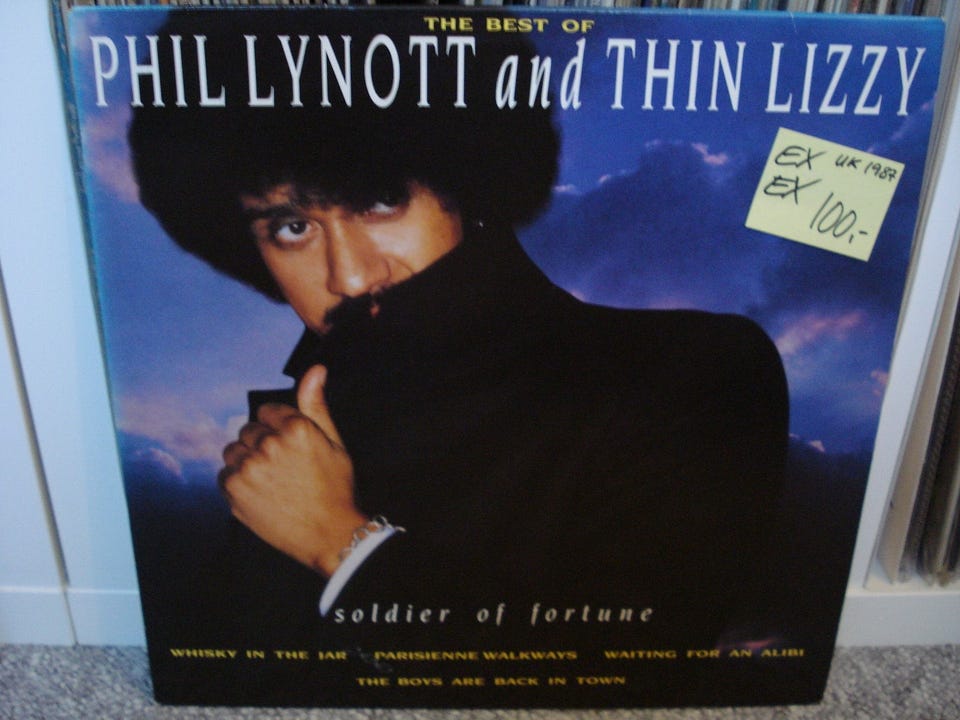 THE BEST OF
PHIL LYNOTT and THIN LIZZY
EX UK 1987
EX
100,-
soldier of fortune
WHISKY IN THE JAR PARISIENNE WALKWAYS WAITING FOR AN ALIBI
THE BOYS ARE BACK IN TOWN